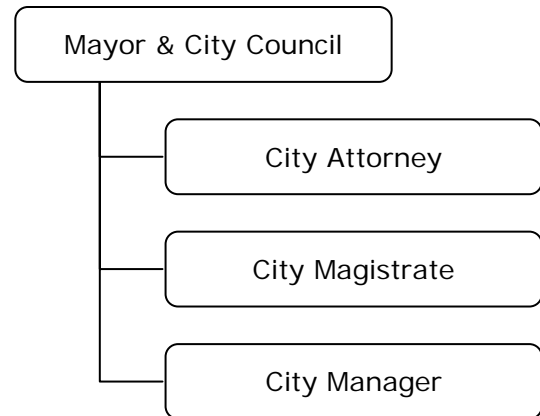 Mayor & City Council
City Attorney
City Magistrate
City Manager